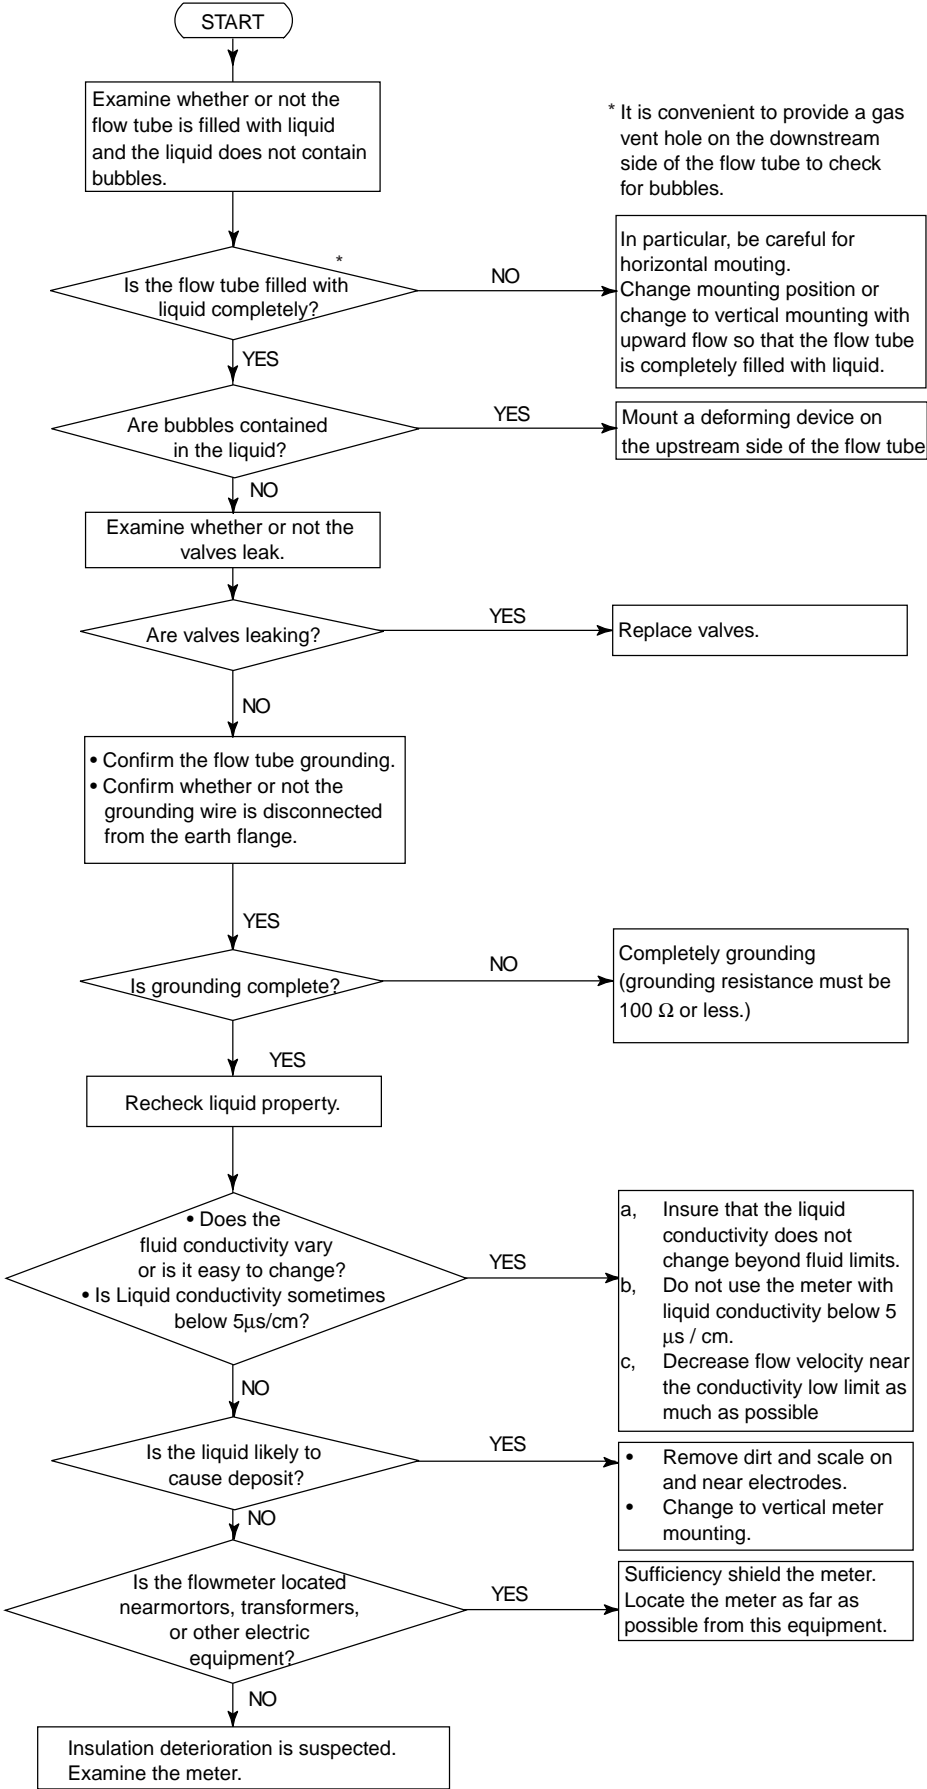 START
Examine whether or not the
flow tube is filled with liquid
and the liquid does not contain
bubbles.
* It is convenient to provide a gas
vent hole on the downstream
side of the flow tube to check
for bubbles.
*
Is the flow tube filled with
liquid completely?
NO
In particular, be careful for
horizontal mouting.
Change mounting position or
change to vertical mounting with
upward flow so that the flow tube
is completely filled with liquid.
YES
Are bubbles contained
in the liquid?
YES
Mount a deforming device on
the upstream side of the flow tube
NO
Examine whether or not the
valves leak.
Are valves leaking?
YES
Replace valves.
NO
• Confirm the flow tube grounding.
• Confirm whether or not the
grounding wire is disconnected
from the earth flange.
YES
Is grounding complete?
NO
Completely grounding
(grounding resistance must be
100 Ω or less.)
YES
Recheck liquid property.
• Does the
fluid conductivity vary
or is it easy to change?
• Is Liquid conductivity sometimes
below 5μs/cm?
YES
a, Insure that the liquid
conductivity does not
change beyond fluid limits.
b, Do not use the meter with
liquid conductivity below 5
μs / cm.
c, Decrease flow velocity near
the conductivity low limit as
much as possible
NO
Is the liquid likely to
cause deposit?
YES
• Remove dirt and scale on
and near electrodes.
• Change to vertical meter
mounting.
NO
Is the flowmeter located
nearmortors, transformers,
or other electric
equipment?
YES
Sufficiency shield the meter.
Locate the meter as far as
possible from this equipment.
NO
Insulation deterioration is suspected.
Examine the meter.